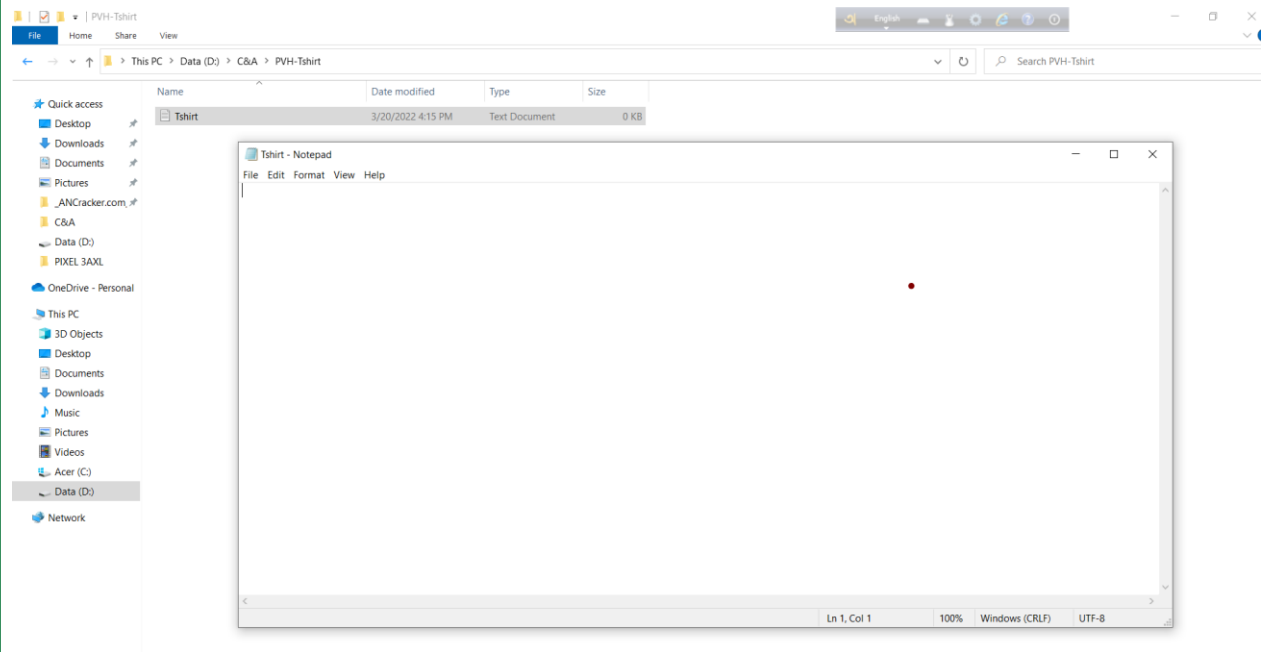 PVH-Tshirt
English
File Home Share View
This PC > Data (D:) > C&A > PVH-Tshirt
Search PVH-Tshirt
Name Date modified Type Size
Tshirt 3/20/2022 4:15 PM Text Document 0 KB
Quick access
Desktop
Downloads
Documents
Pictures
_ANCracker.com_
C&A
Data (D:)
PIXEL 3AXL
OneDrive - Personal
This PC
3D Objects
Desktop
Documents
Downloads
Music
Pictures
Videos
Acer (C:)
Data (D:)
Network
Tshirt - Notepad
File Edit Format View Help
Ln 1, Col 1 100% Windows (CRLF) UTF-8